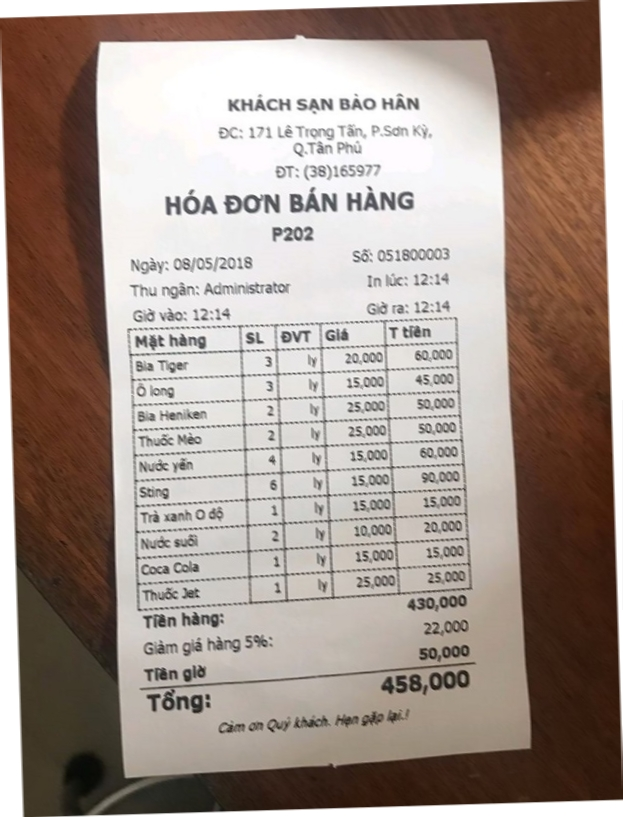 KHÁCH SẠN BẢO HÂN
ĐC: 171 Lê Trọng Tấn, P.Sơn Kỳ,
Q.Tân Phú
ĐT: (38)165977
HÓA ĐƠN BÁN HÀNG
P202
Ngày: 08/05/2018 Số: 051800003
Thu ngân: Administrator In lúc: 12:14
Giờ vào: 12:14 Giờ ra: 12:14
Mặt hàng SL ĐVT Giá T tiền
Bia Tiger 3 ly 20,000 60,000
Ô long 3 ly 15,000 45,000
Bia Heniken 2 ly 25,000 50,000
Thuốc Mèo 2 ly 25,000 50,000
Nước yến 4 ly 15,000 60,000
Sting 6 ly 15,000 90,000
Trà xanh O độ 1 ly 15,000 15,000
Nước suối 2 ly 10,000 20,000
Coca Cola 1 ly 15,000 15,000
Thuốc Jet 1 ly 25,000 25,000
Tiền hàng: 430,000
Giảm giá hàng 5%: 22,000
Tiền giờ 50,000
Tổng: 458,000
Cảm ơn Quý khách. Hẹn gặp lại.!